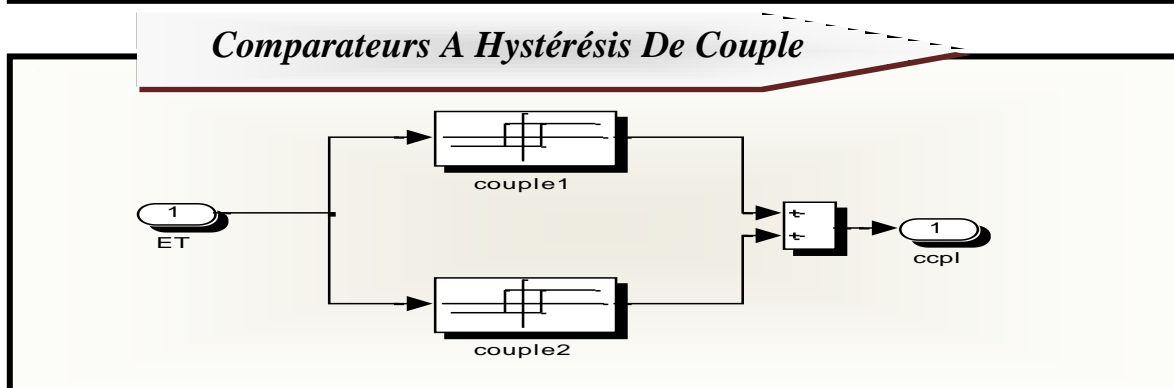 Comparateurs A Hystérésis De Couple
couple1
1
ET
+
+
1
ccpl
couple2